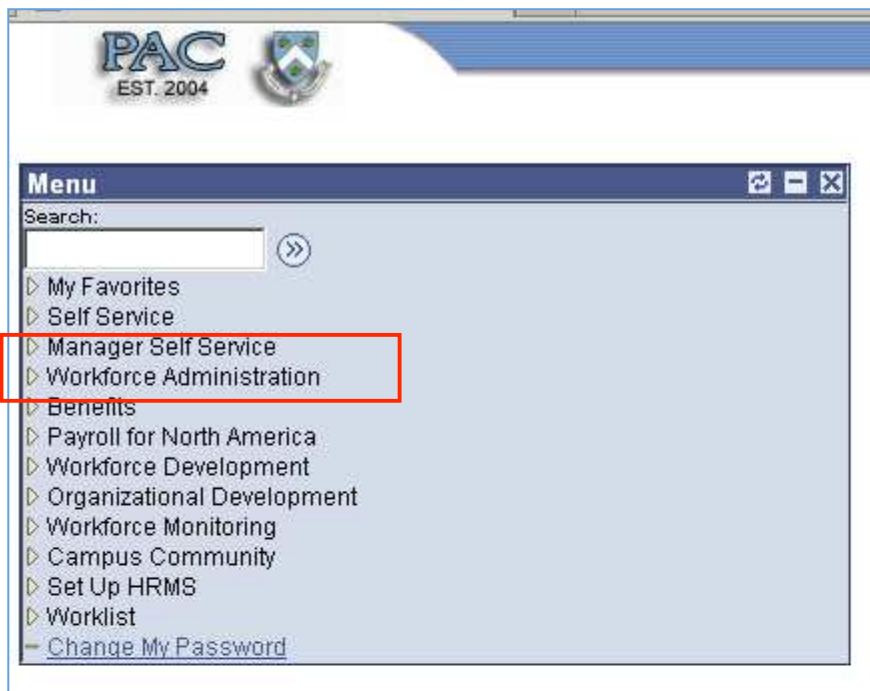 PAC
EST. 2004
Menu
Search:
My Favorites
Self Service
Manager Self Service
Workforce Administration
Benefits
Payroll for North America
Workforce Development
Organizational Development
Workforce Monitoring
Campus Community
Set Up HRMS
Worklist
Change My Password